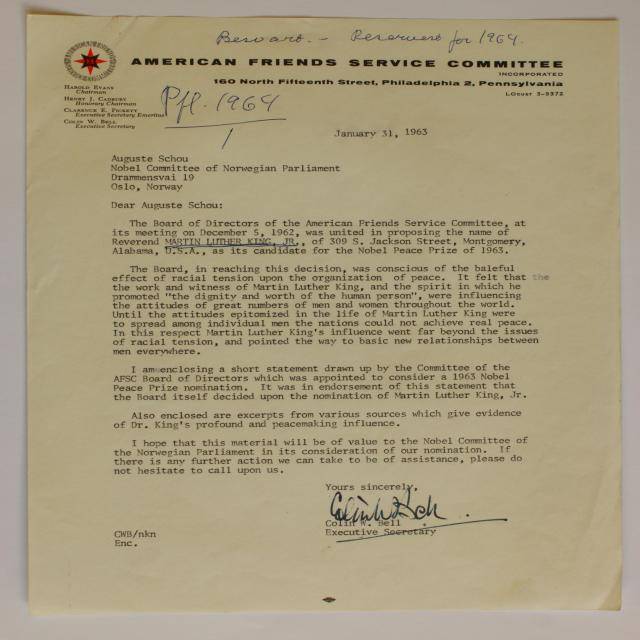 Besvart. - Reservert for 1964.
AMERICAN FRIENDS SERVICE COMMITTEE
INCORPORATED
160 North Fifteenth Street, Philadelphia 2, Pennsylvania
LOcust 3-9372
Harold Evans
Chairman
Henry J. Cadbury
Honorary Chairman
Clarence E. Pickett
Executive Secretary Emeritus
Colin W. Bell
Executive Secretary
1964
January 31, 1963
Auguste Schou
Nobel Committee of Norwegian Parliament
Drammensvai 19
Oslo, Norway
Dear Auguste Schou:
The Board of Directors of the American Friends Service Committee, at
its meeting on December 5, 1962, was united in proposing the name of
Reverend MARTIN LUTHER KING, JR., of 309 S. Jackson Street, Montgomery,
Alabama, U.S.A., as its candidate for the Nobel Peace Prize of 1963.
The Board, in reaching this decision, was conscious of the baleful
effect of racial tension upon the organization of peace. It felt that the
the work and witness of Martin Luther King, and the spirit in which he
promoted "the dignity and worth of the human person", were influencing
the attitudes of great numbers of men and women throughout the world.
Until the attitudes epitomized in the life of Martin Luther King were
to spread among individual men the nations could not achieve real peace.
In this respect Martin Luther King's influence went far beyond the issues
of racial tension, and pointed the way to basic new relationships between
men everywhere.
I am enclosing a short statement drawn up by the Committee of the
AFSC Board of Directors which was appointed to consider a 1963 Nobel
Peace Prize nomination. It was in endorsement of this statement that
the Board itself decided upon the nomination of Martin Luther King, Jr.
Also enclosed are excerpts from various sources which give evidence
of Dr. King's profound and peacemaking influence.
I hope that this material will be of value to the Nobel Committee of
the Norwegian Parliament in its consideration of our nomination. If
there is any further action we can take to be of assistance, please do
not hesitate to call upon us.
Yours sincerely,
Colin W. Bell
Colin W. Bell
Executive Secretary
CWB/nkn
Enc.